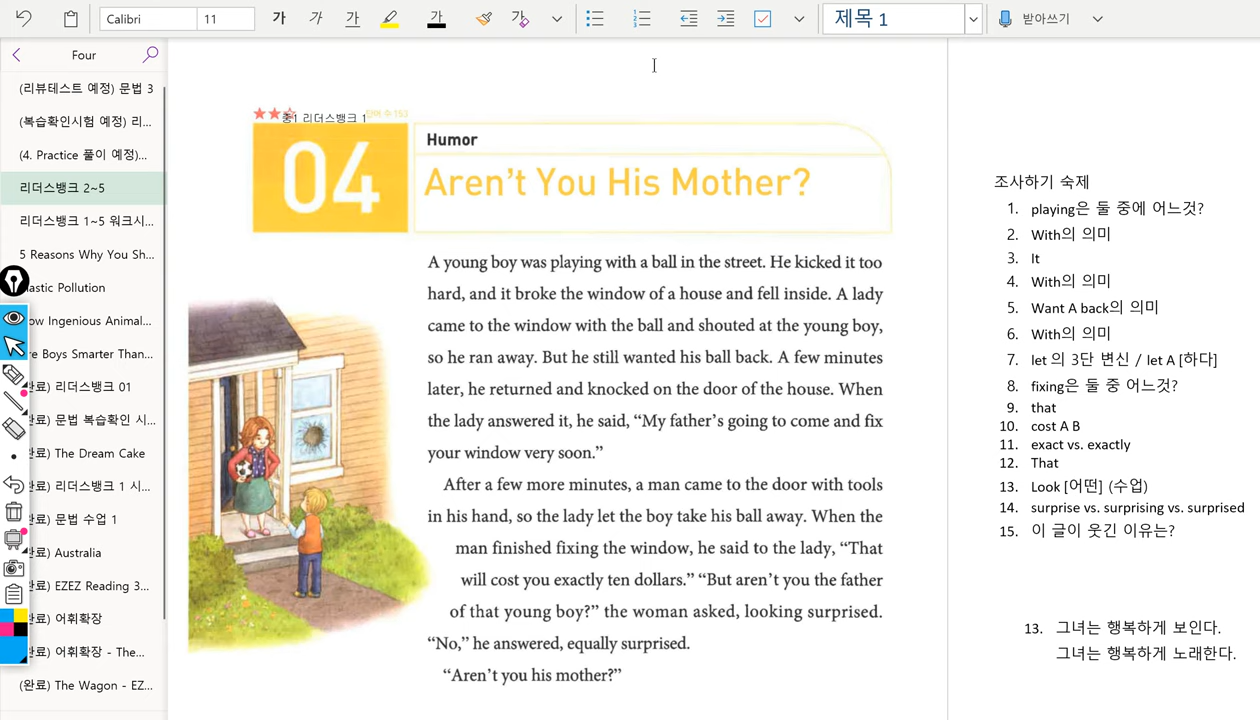 Calibri
11
가
가
가
가
가
제목 1
받아쓰기
Four
(리뷰테스트 예정) 문법 3
(복습확인시험 예정) 리...
(4. Practice 풀이 예정)...
리더스뱅크 2~5
리더스뱅크 1~5 워크시...
5 Reasons Why You Sh...
lastic Pollution
ow Ingenious Animal...
re Boys Smarter Than...
료) 리더스뱅크 01
료) 문법 복습확인 시...
료) The Dream Cake
료) 리더스뱅크 1 시...
료) 문법 수업 1
료) Australia
료) EZEZ Reading 3...
료) 어휘확장
료) 어휘확장 - The...
(완료) The Wagon - EZ...
중1 리더스뱅크 1
단어 수 153
04
Humor
Aren't You His Mother?
A young boy was playing with a ball in the street. He kicked it too
hard, and it broke the window of a house and fell inside. A lady
came to the window with the ball and shouted at the young boy,
so he ran away. But he still wanted his ball back. A few minutes
later, he returned and knocked on the door of the house. When
the lady answered it, he said, “My father's going to come and fix
your window very soon.”
After a few more minutes, a man came to the door with tools
in his hand, so the lady let the boy take his ball away. When the
man finished fixing the window, he said to the lady, “That
will cost you exactly ten dollars.” “But aren't you the father
of that young boy?” the woman asked, looking surprised.
“No,” he answered, equally surprised.
“Aren't you his mother?”
조사하기 숙제
1. playing은 둘 중에 어느것?
2. With의 의미
3. It
4. With의 의미
5. Want A back의 의미
6. With의 의미
7. let 의 3단 변신 / let A [하다]
8. fixing은 둘 중 어느것?
9. that
10. cost A B
11. exact vs. exactly
12. That
13. Look [어떤] (수업)
14. surprise vs. surprising vs. surprised
15. 이 글이 웃긴 이유는?
13. 그녀는 행복하게 보인다.
그녀는 행복하게 노래한다.